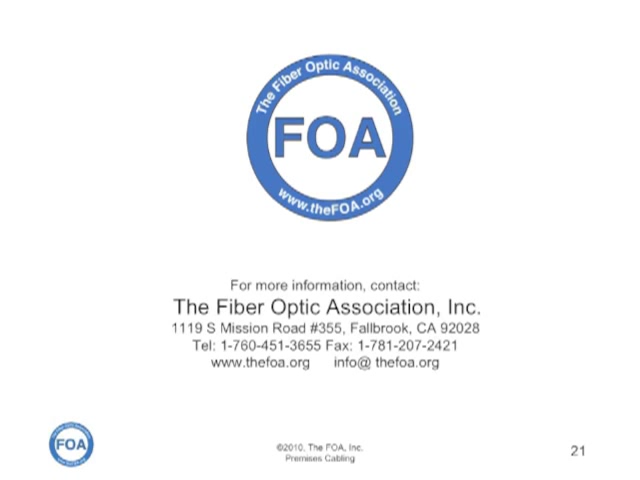 The Fiber Optic Association
FOA
www.theFOA.org
For more information, contact:
The Fiber Optic Association, Inc.
1119 S Mission Road #355, Fallbrook, CA 92028
Tel: 1-760-451-3655 Fax: 1-781-207-2421
www.thefoa.org info@ thefoa.org
FOA
©2010, The FOA, Inc.
Premises Cabling
21